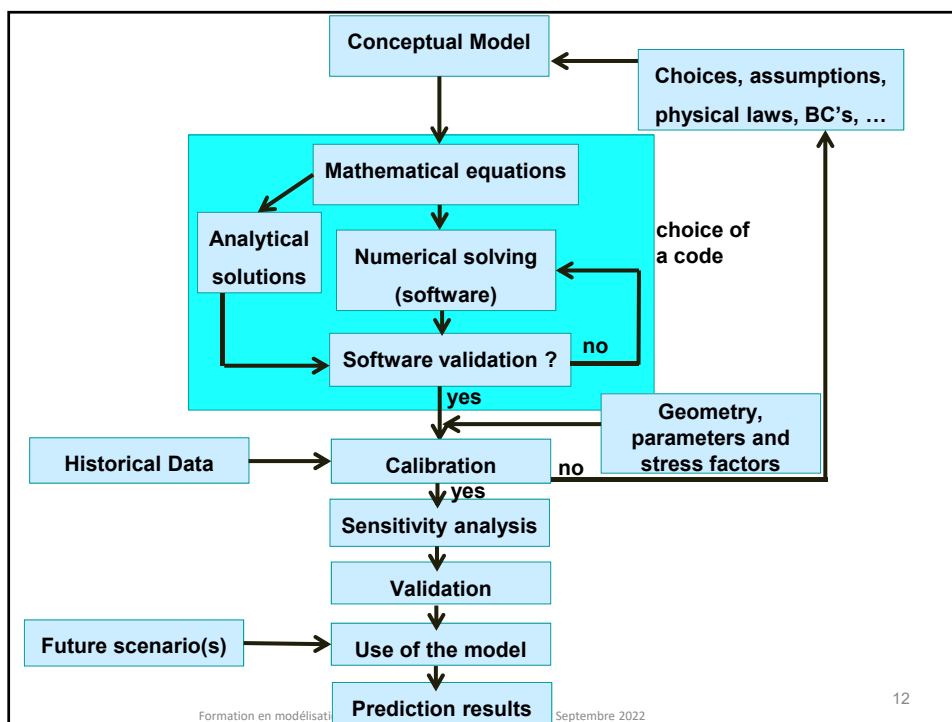 Conceptual Model
Choices, assumptions,
physical laws, BC's, ...
Mathematical equations
Analytical
solutions
Numerical solving
(software)
choice of
a code
Software validation ?
no
yes
Geometry,
parameters and
stress factors
Historical Data
Calibration
no
yes
Sensitivity analysis
Validation
Future scenario(s)
Use of the model
Prediction results
Formation en
Septembre 2022
12